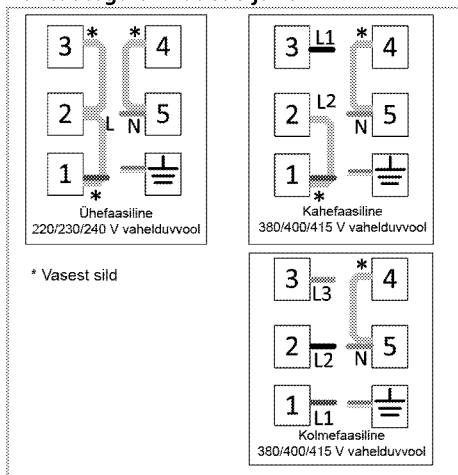 * *
3 4
2 5
L N
1
*
Ühefaasiline
220/230/240 V vahelduvvool
3 L1 * 4
L2
2 N 5
1
*
Kahefaasiline
380/400/415 V vahelduvvool
* Vasest sild
3 * 4
L3
2 N 5
L2
1
L1
Kolmefaasiline
380/400/415 V vahelduvvool